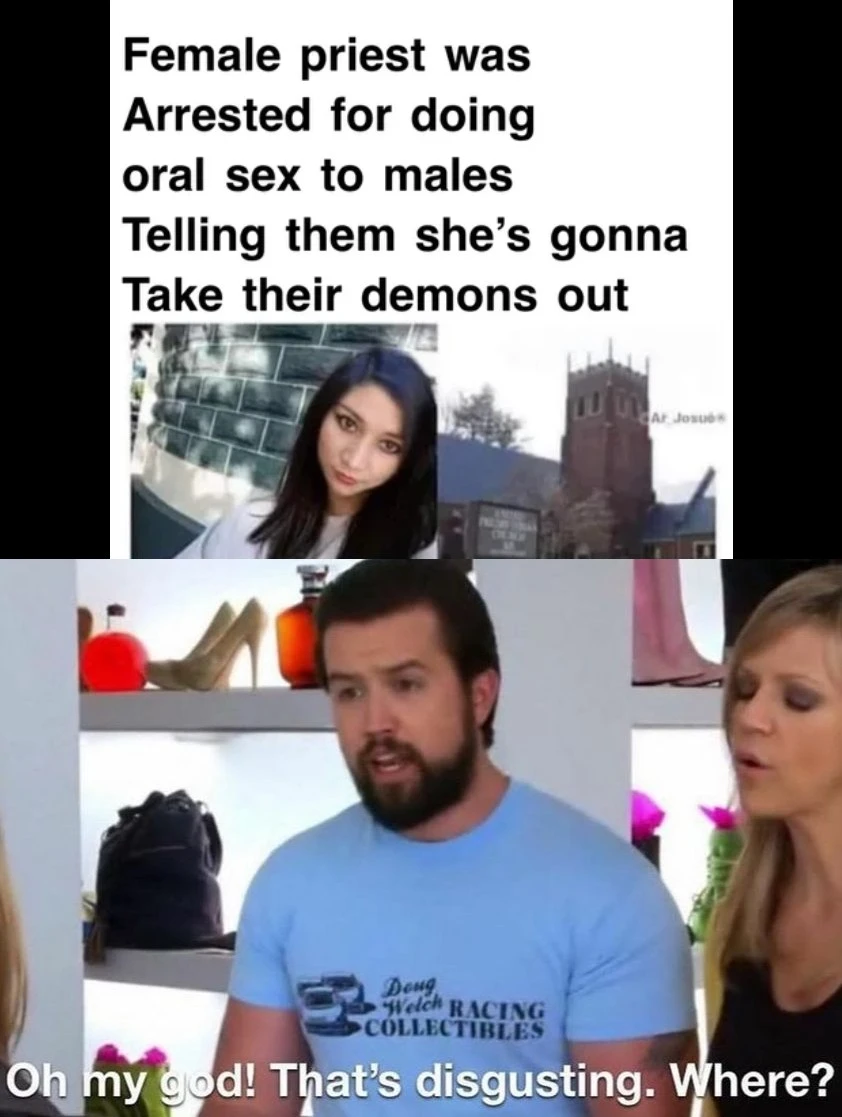 Female priest was
Arrested for doing
oral sex to males
Telling them she's gonna
Take their demons out
Ar_Josué
Doug
Welch RACING
COLLECTIBLES
Oh my god! That's disgusting. Where?